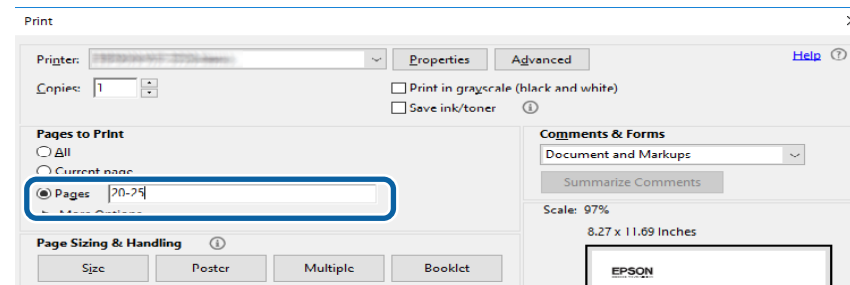 Print
Printer: Properties Advanced Help
Copies: 1 Print in grayscale (black and white)
Save ink/toner
Pages to Print Comments & Forms
All Document and Markups
Current page
Pages 20-25 Summarize Comments
More Options Scale: 97%
8.27 x 11.69 Inches
Page Sizing & Handling
Size Poster Multiple Booklet EPSON